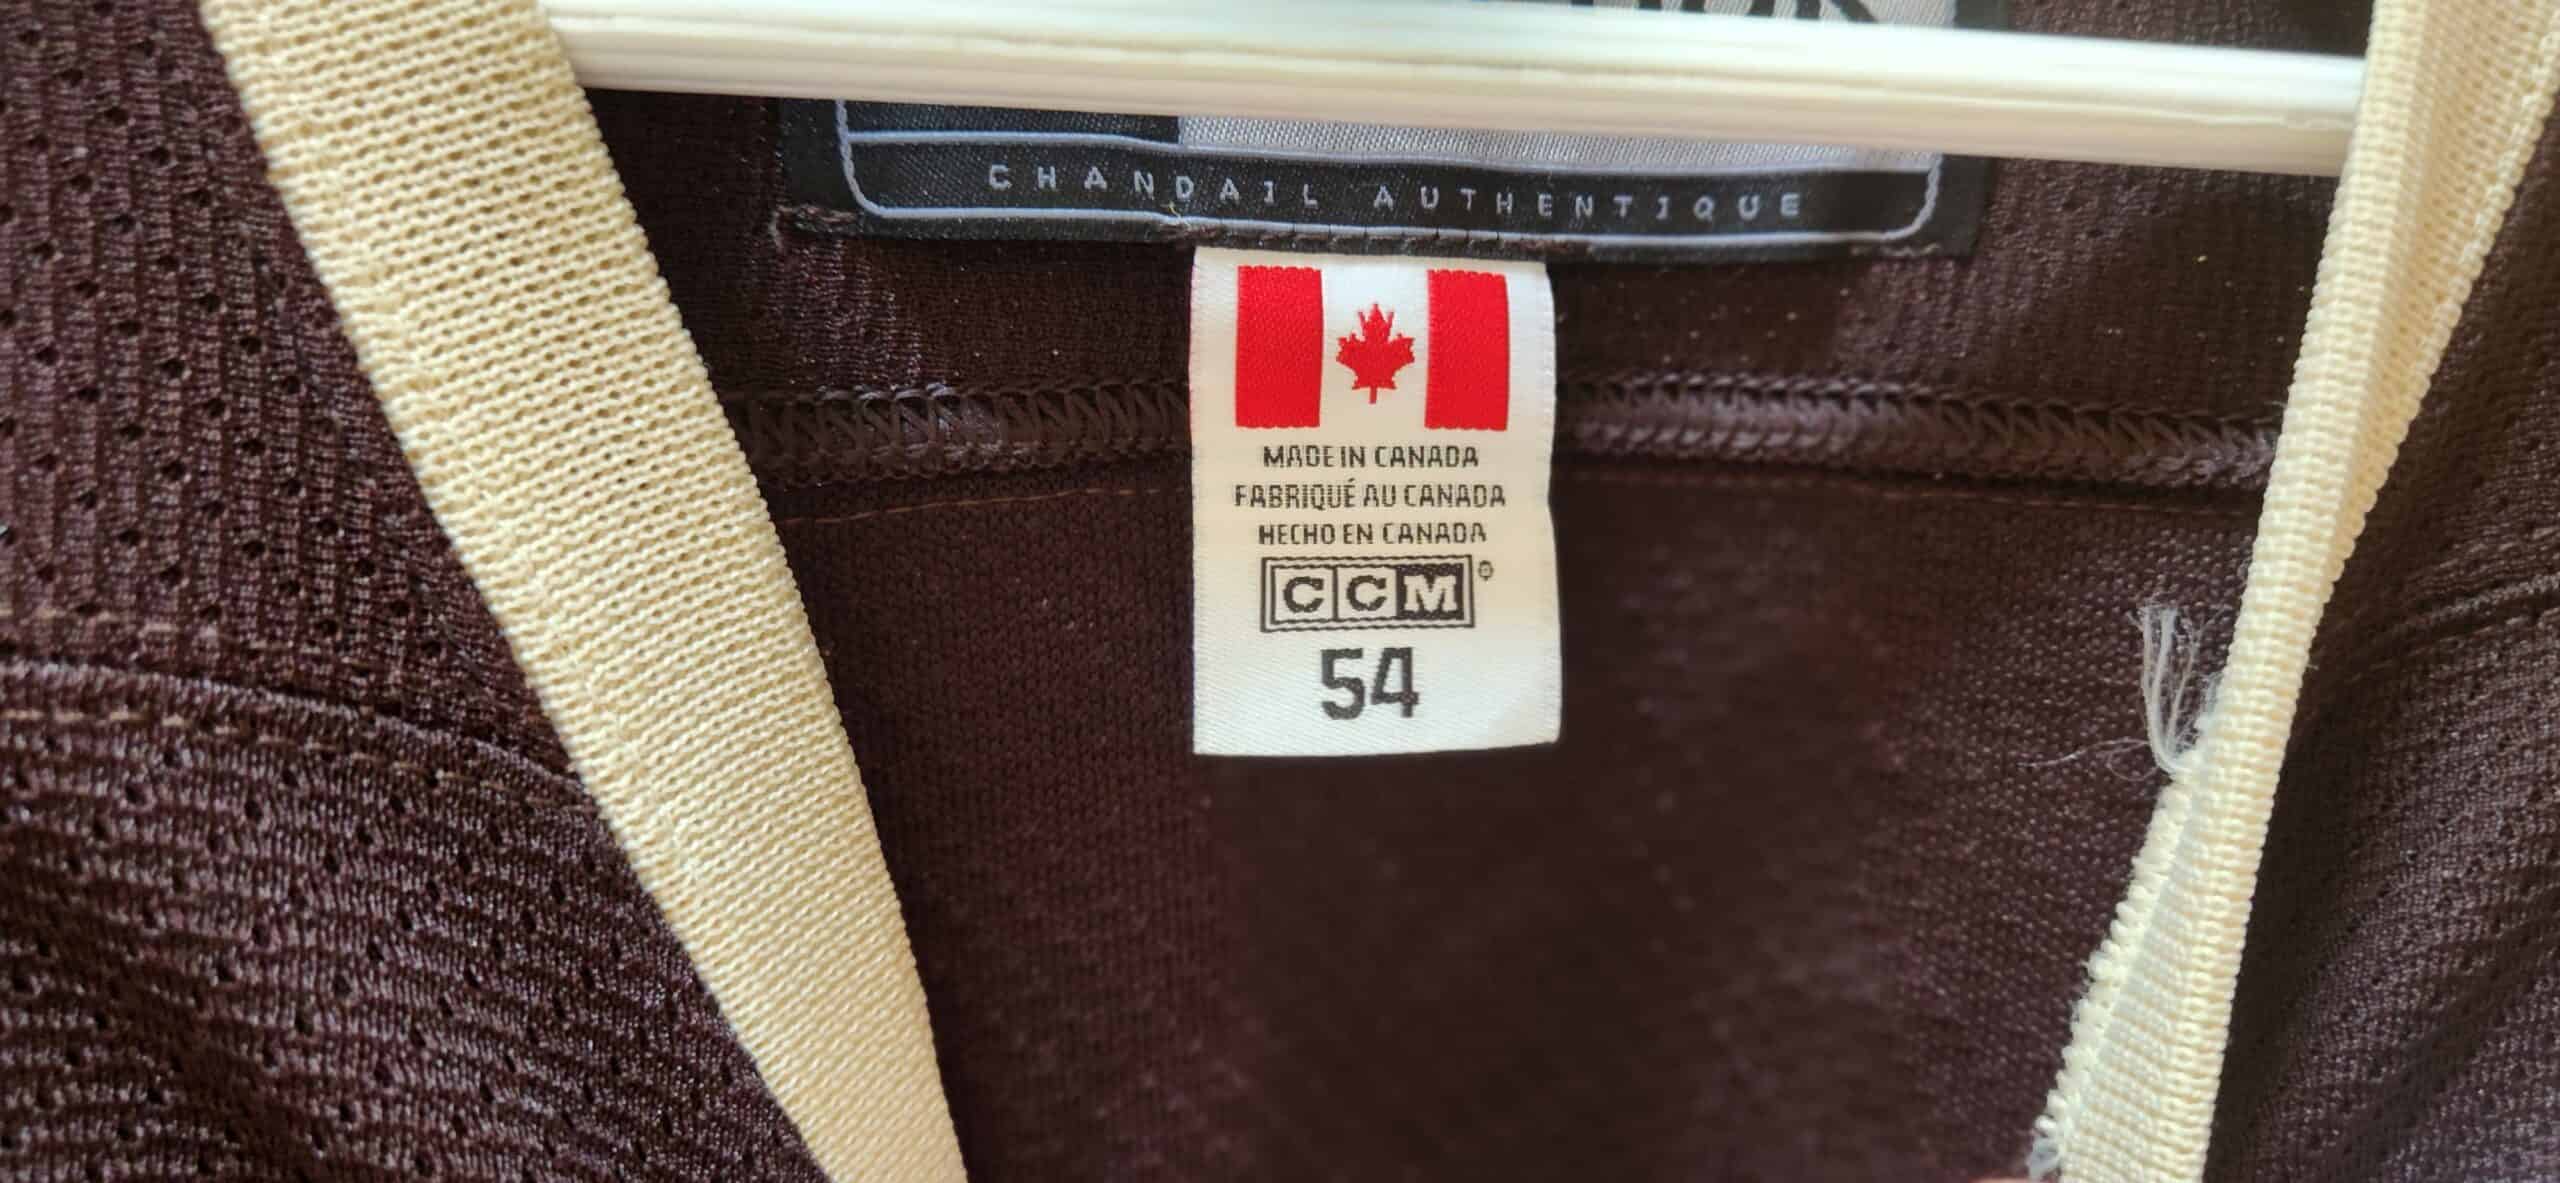 CHANDAIL AUTHENTIQUE
MADE IN CANADA
FABRIQUÉ AU CANADA
HECHO EN CANADA
CCM®
54